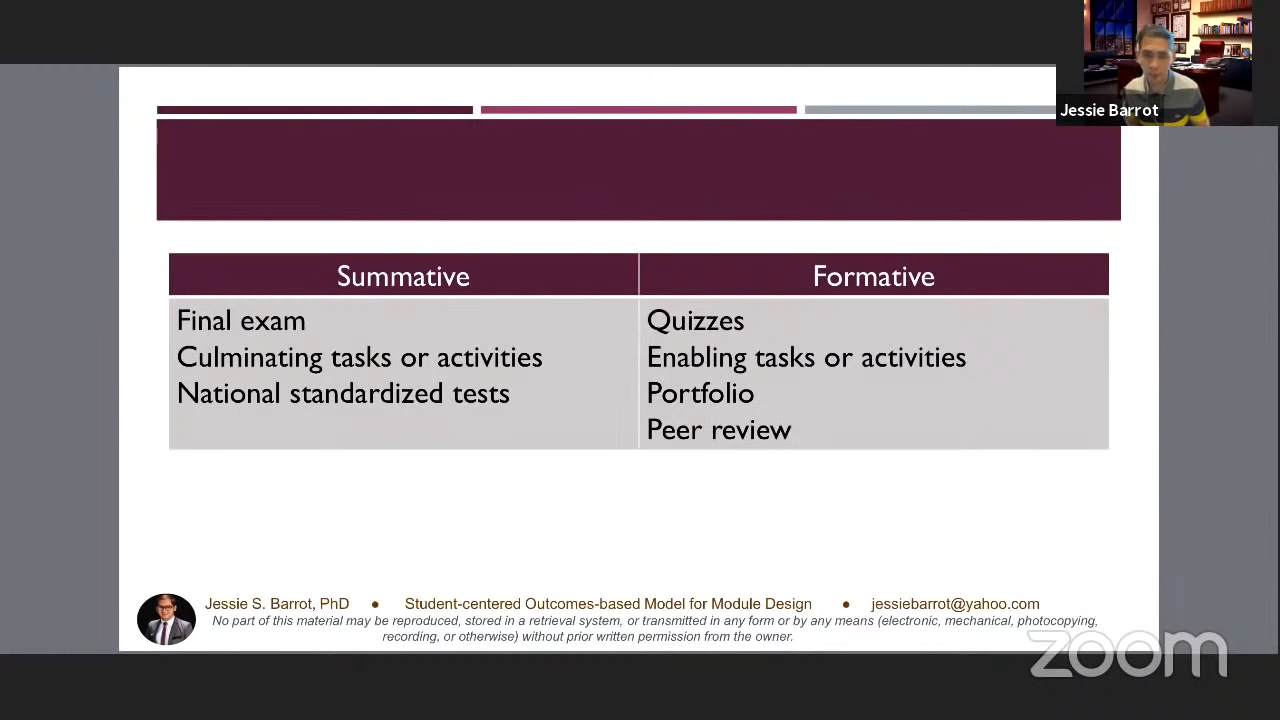 Jessie Barrot
Summative
Formative
Final exam
Culminating tasks or activities
National standardized tests
Quizzes
Enabling tasks or activities
Portfolio
Peer review
Jessie S. Barrot, PhD ● Student-centered Outcomes-based Model for Module Design ● jessiebarrot@yahoo.com
No part of this material may be reproduced, stored in a retrieval system, or transmitted in any form or by any means (electronic, mechanical, photocopying,
recording, or otherwise) without prior written permission from the owner.
zoom